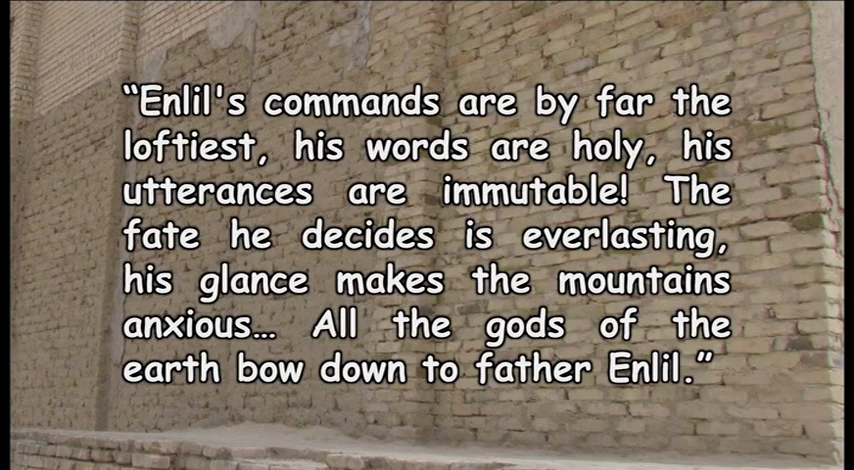 “Enlil's commands are by far the
loftiest, his words are holy, his
utterances are immutable! The
fate he decides is everlasting,
his glance makes the mountains
anxious… All the gods of the
earth bow down to father Enlil.”